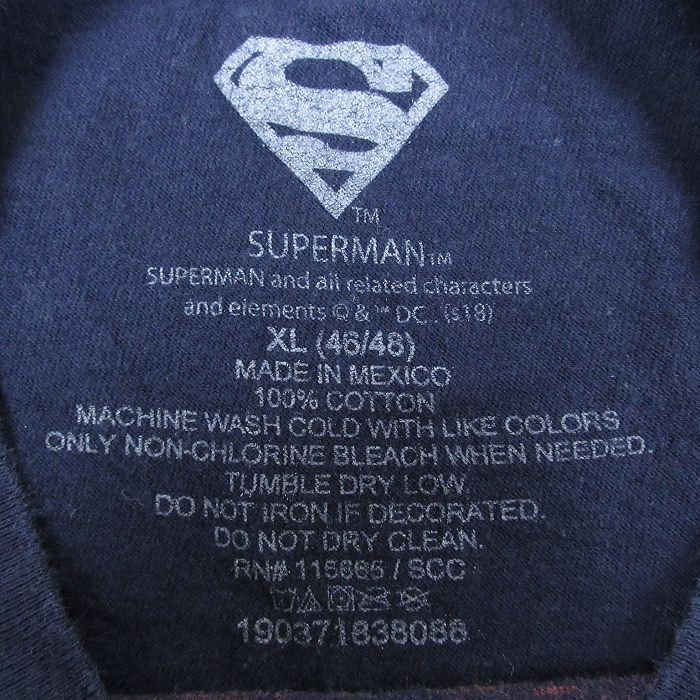 S
TM
SUPERMAN TM
SUPERMAN and all related characters
and elements © & ™ DC. (s18)
XL (46/48)
MADE IN MEXICO
100% COTTON
MACHINE WASH COLD WITH LIKE COLORS
ONLY NON-CHLORINE BLEACH WHEN NEEDED.
TUMBLE DRY LOW.
DO NOT IRON IF DECORATED.
DO NOT DRY CLEAN.
RN# 115665 / SCC
190371838088